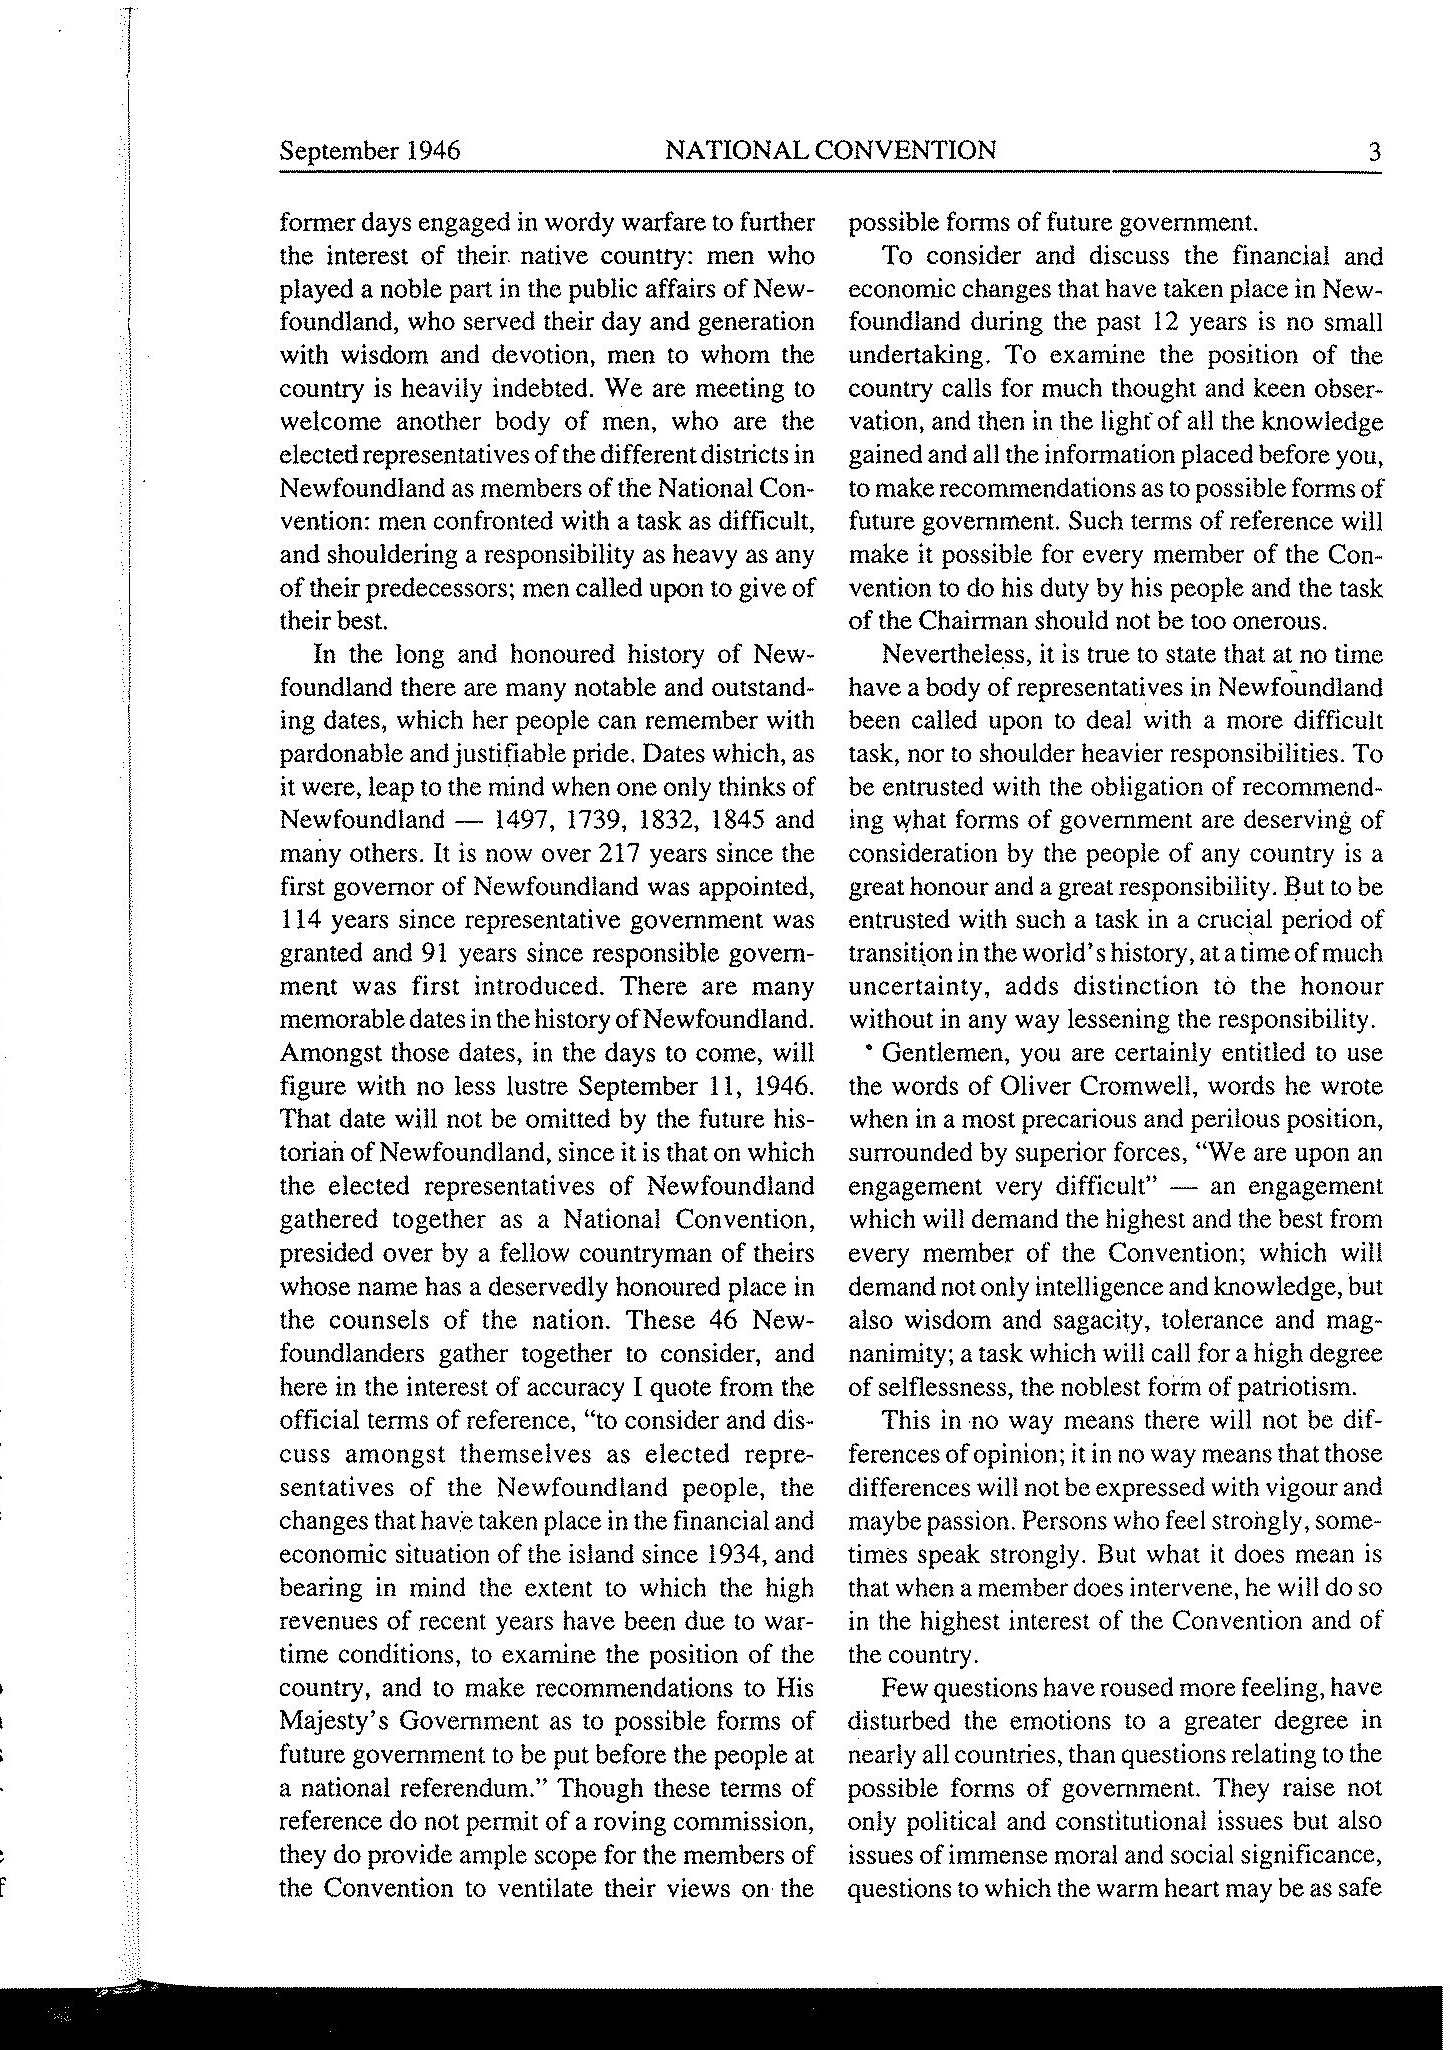 September 1946
NATIONAL CONVENTION
3
former days engaged in wordy warfare to further
the interest of their native country: men who
played a noble part in the public affairs of New-
foundland, who served their day and generation
with wisdom and devotion, men to whom the
country is heavily indebted. We are meeting to
welcome another body of men, who are the
elected representatives of the different districts in
Newfoundland as members of the National Con-
vention: men confronted with a task as difficult,
and shouldering a responsibility as heavy as any
of their predecessors; men called upon to give of
their best.
In the long and honoured history of New-
foundland there are many notable and outstand-
ing dates, which her people can remember with
pardonable and justifiable pride. Dates which, as
it were, leap to the mind when one only thinks of
Newfoundland — 1497, 1739, 1832, 1845 and
many others. It is now over 217 years since the
first governor of Newfoundland was appointed,
114 years since representative government was
granted and 91 years since responsible govern-
ment was first introduced. There are many
memorable dates in the history of Newfoundland.
Amongst those dates, in the days to come, will
figure with no less lustre September 11, 1946.
That date will not be omitted by the future his-
torian of Newfoundland, since it is that on which
the elected representatives of Newfoundland
gathered together as a National Convention,
presided over by a fellow countryman of theirs
whose name has a deservedly honoured place in
the counsels of the nation. These 46 New-
foundlanders gather together to consider, and
here in the interest of accuracy I quote from the
official terms of reference, “to consider and dis-
cuss amongst themselves as elected repre-
sentatives of the Newfoundland people, the
changes that have taken place in the financial and
economic situation of the island since 1934, and
bearing in mind the extent to which the high
revenues of recent years have been due to war-
time conditions, to examine the position of the
country, and to make recommendations to His
Majesty’s Government as to possible forms of
future government to be put before the people at
a national referendum.” Though these terms of
reference do not permit of a roving commission,
they do provide ample scope for the members of
the Convention to ventilate their views on the
possible forms of future government.
To consider and discuss the financial and
economic changes that have taken place in New-
foundland during the past 12 years is no small
undertaking. To examine the position of the
country calls for much thought and keen obser-
vation, and then in the light of all the knowledge
gained and all the information placed before you,
to make recommendations as to possible forms of
future government. Such terms of reference will
make it possible for every member of the Con-
vention to do his duty by his people and the task
of the Chairman should not be too onerous.
Nevertheless, it is true to state that at no time
have a body of representatives in Newfoundland
been called upon to deal with a more difficult
task, nor to shoulder heavier responsibilities. To
be entrusted with the obligation of recommend-
ing what forms of government are deserving of
consideration by the people of any country is a
great honour and a great responsibility. But to be
entrusted with such a task in a crucial period of
transition in the world’s history, at a time of much
uncertainty, adds distinction to the honour
without in any way lessening the responsibility.
Gentlemen, you are certainly entitled to use
the words of Oliver Cromwell, words he wrote
when in a most precarious and perilous position,
surrounded by superior forces, “We are upon an
engagement very difficult” — an engagement
which will demand the highest and the best from
every member of the Convention; which will
demand not only intelligence and knowledge, but
also wisdom and sagacity, tolerance and mag-
nanimity; a task which will call for a high degree
of selflessness, the noblest form of patriotism.
This in no way means there will not be dif-
ferences of opinion; it in no way means that those
differences will not be expressed with vigour and
maybe passion. Persons who feel strongly, some-
times speak strongly. But what it does mean is
that when a member does intervene, he will do so
in the highest interest of the Convention and of
the country.
Few questions have roused more feeling, have
disturbed the emotions to a greater degree in
nearly all countries, than questions relating to the
possible forms of government. They raise not
only political and constitutional issues but also
issues of immense moral and social significance,
questions to which the warm heart may be as safe